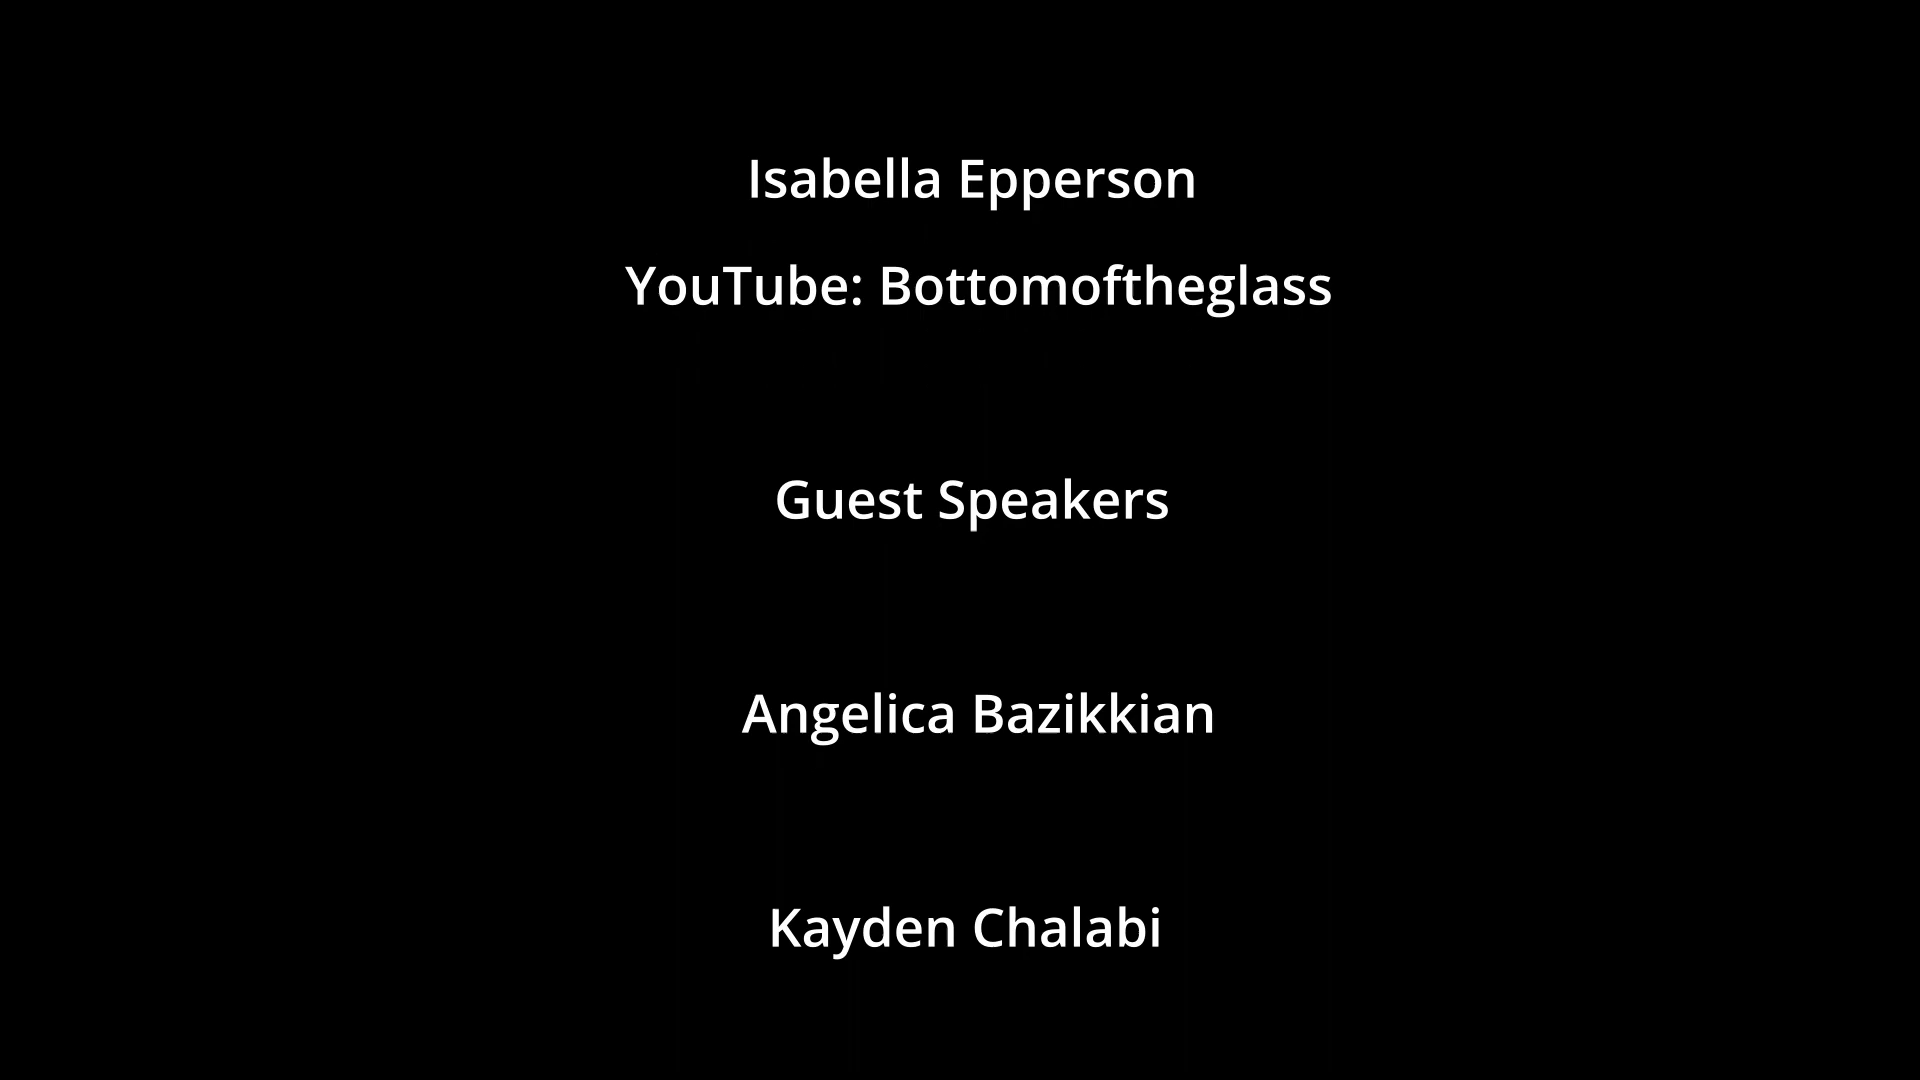 Isabella Epperson
YouTube: Bottomoftheglass
Guest Speakers
Angelica Bazikkian
Kayden Chalabi